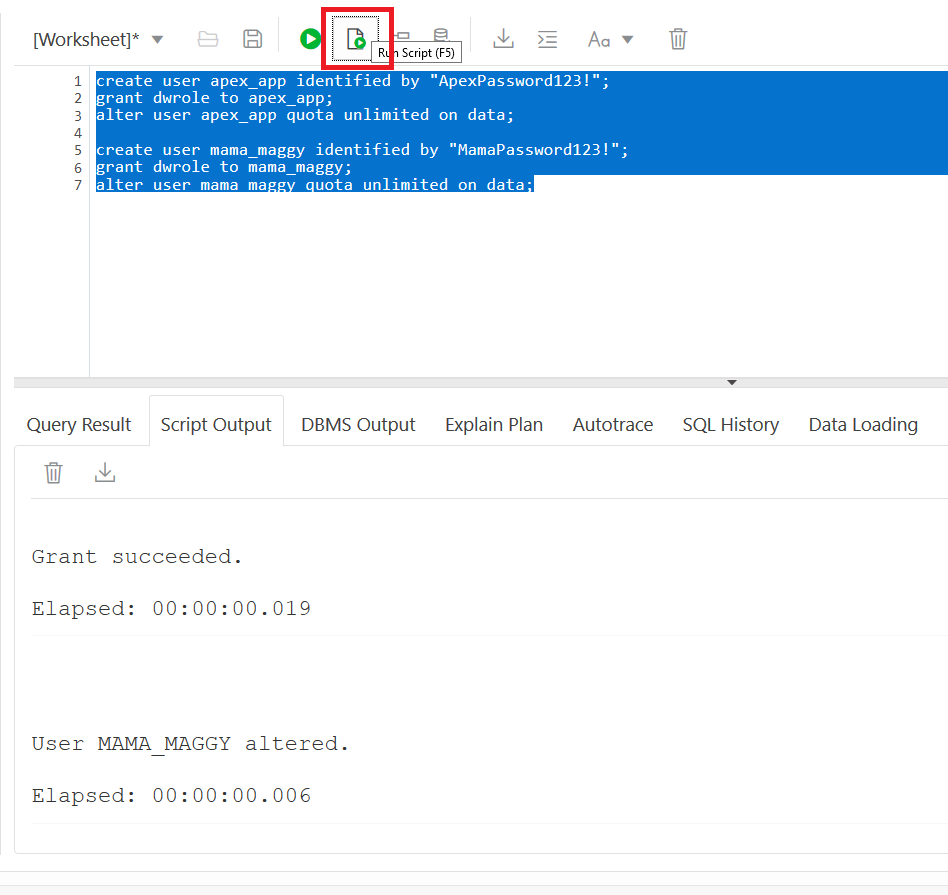 [Worksheet]*
Aa
Run Script (F5)
1 create user apex_app identified by "ApexPassword123!";
2 grant dwrole to apex_app;
3 alter user apex_app quota unlimited on data;
4
5 create user mama_maggy identified by "MamaPassword123!";
6 grant dwrole to mama_maggy;
7 alter user mama_maggy quota unlimited on data;
Query Result Script Output DBMS Output Explain Plan Autotrace SQL History Data Loading
Grant succeeded.
Elapsed: 00:00:00.019
User MAMA_MAGGY altered.
Elapsed: 00:00:00.006